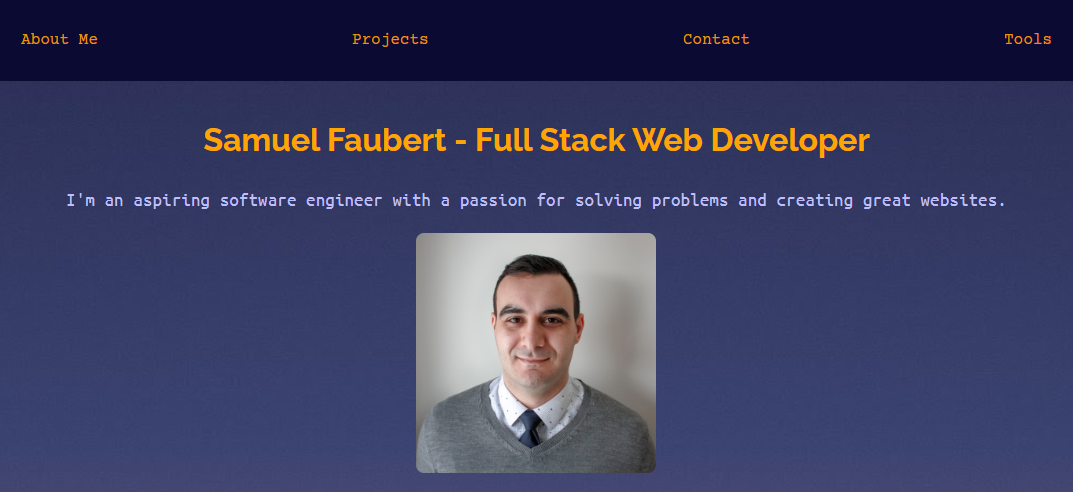 About Me Projects Contact Tools
Samuel Faubert - Full Stack Web Developer
I'm an aspiring software engineer with a passion for solving problems and creating great websites.